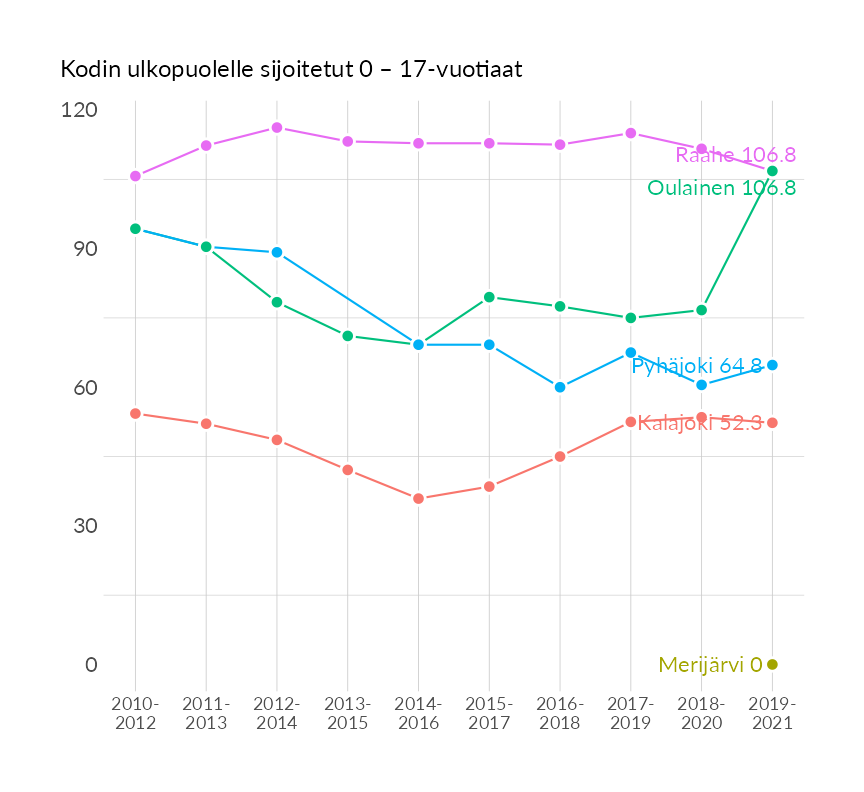 Kodin ulkopuolelle sijoitetut 0 – 17-vuotiaat
120
90
60
30
0
Raahe 106.8
Oulainen 106.8
Pyhäjoki 64.8
Kalajoki 52.3
Merijärvi 0
2010- 2011- 2012- 2013- 2014- 2015- 2016- 2017- 2018- 2019-
2012 2013 2014 2015 2016 2017 2018 2019 2020 2021